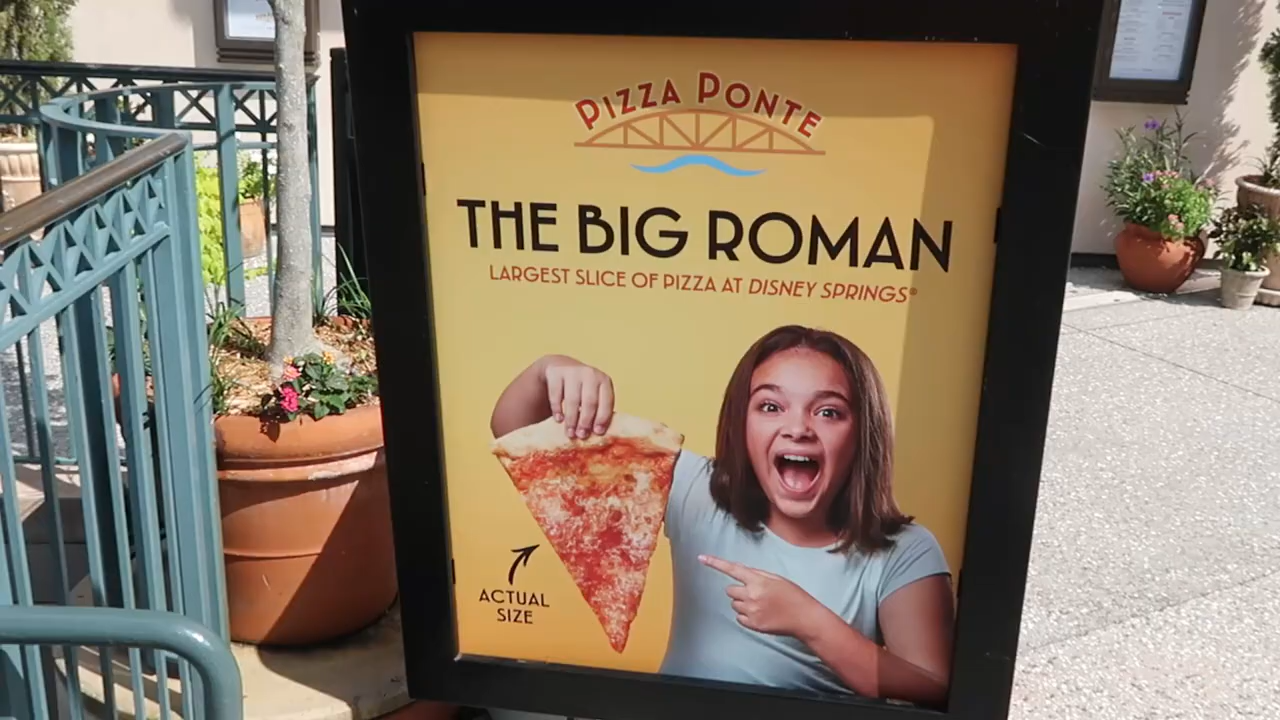 PIZZA PONTE
THE BIG ROMAN
LARGEST SLICE OF PIZZA AT DISNEY SPRINGS®
ACTUAL
SIZE